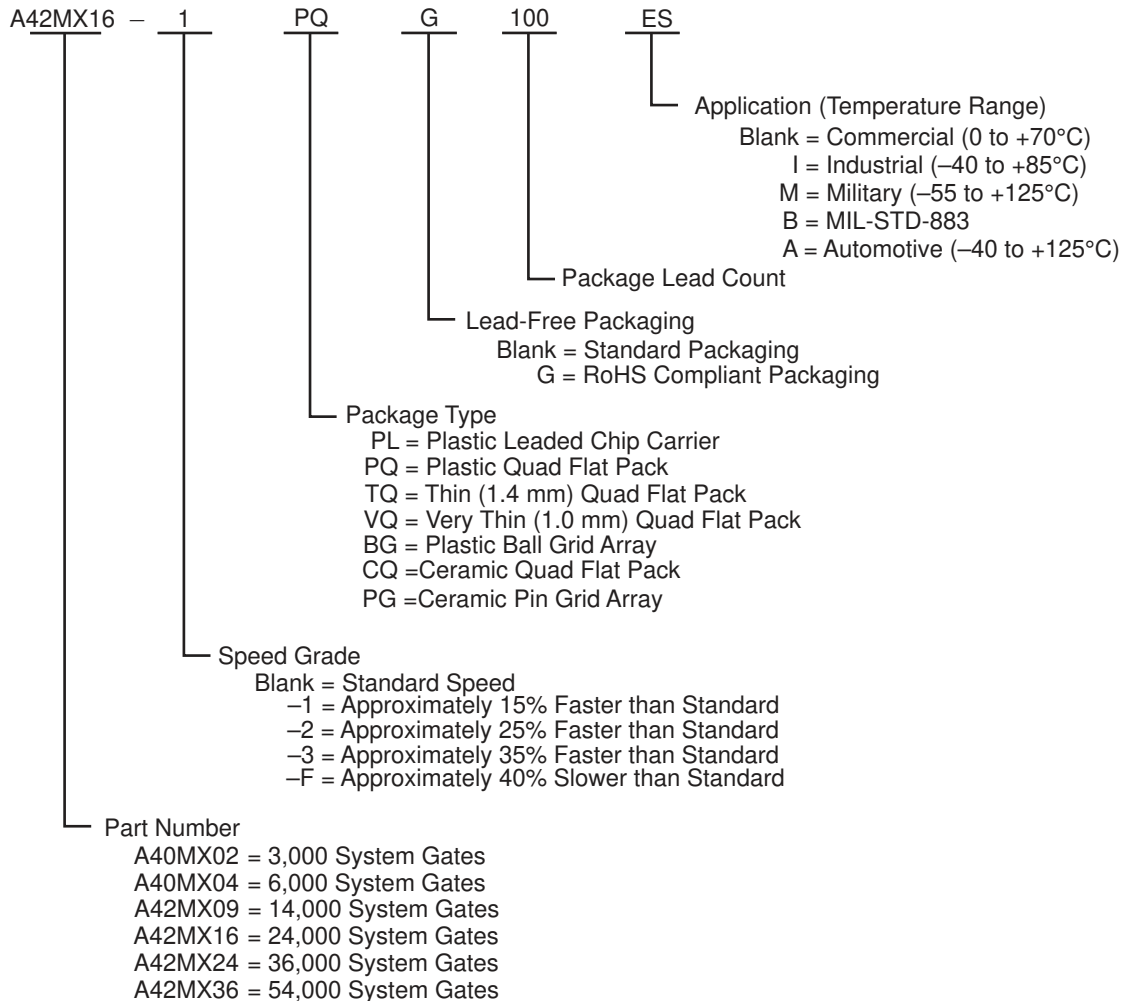 A42MX16 – 1 PQ G 100 ES
Application (Temperature Range)
Blank = Commercial (0 to +70°C)
I = Industrial (–40 to +85°C)
M = Military (–55 to +125°C)
B = MIL-STD-883
A = Automotive (–40 to +125°C)
Package Lead Count
Lead-Free Packaging
Blank = Standard Packaging
G = RoHS Compliant Packaging
Package Type
PL = Plastic Leaded Chip Carrier
PQ = Plastic Quad Flat Pack
TQ = Thin (1.4 mm) Quad Flat Pack
VQ = Very Thin (1.0 mm) Quad Flat Pack
BG = Plastic Ball Grid Array
CQ =Ceramic Quad Flat Pack
PG =Ceramic Pin Grid Array
Speed Grade
Blank = Standard Speed
–1 = Approximately 15% Faster than Standard
–2 = Approximately 25% Faster than Standard
–3 = Approximately 35% Faster than Standard
–F = Approximately 40% Slower than Standard
Part Number
A40MX02 = 3,000 System Gates
A40MX04 = 6,000 System Gates
A42MX09 = 14,000 System Gates
A42MX16 = 24,000 System Gates
A42MX24 = 36,000 System Gates
A42MX36 = 54,000 System Gates